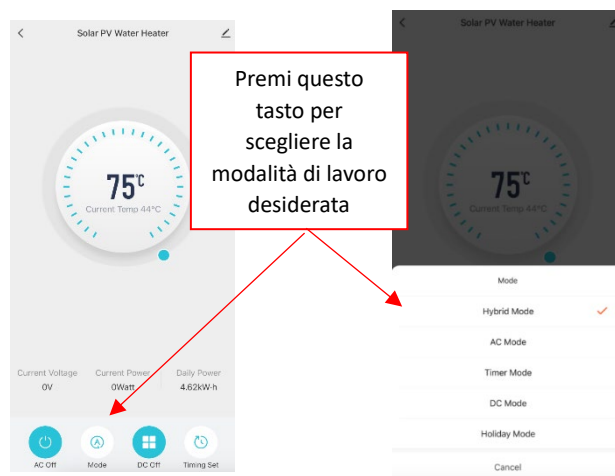 Solar PV Water Heater
75°C
Current Temp 44°C
Current Voltage
0V
Current Power
0Watt
Daily Power
4.62kW-h
AC Off
Mode
DC Off
Timing Set
Premi questo
tasto per
scegliere la
modalità di lavoro
desiderata
Solar PV Water Heater
75°C
Current Temp 44°C
Mode
Hybrid Mode
AC Mode
Timer Mode
DC Mode
Holiday Mode
Cancel